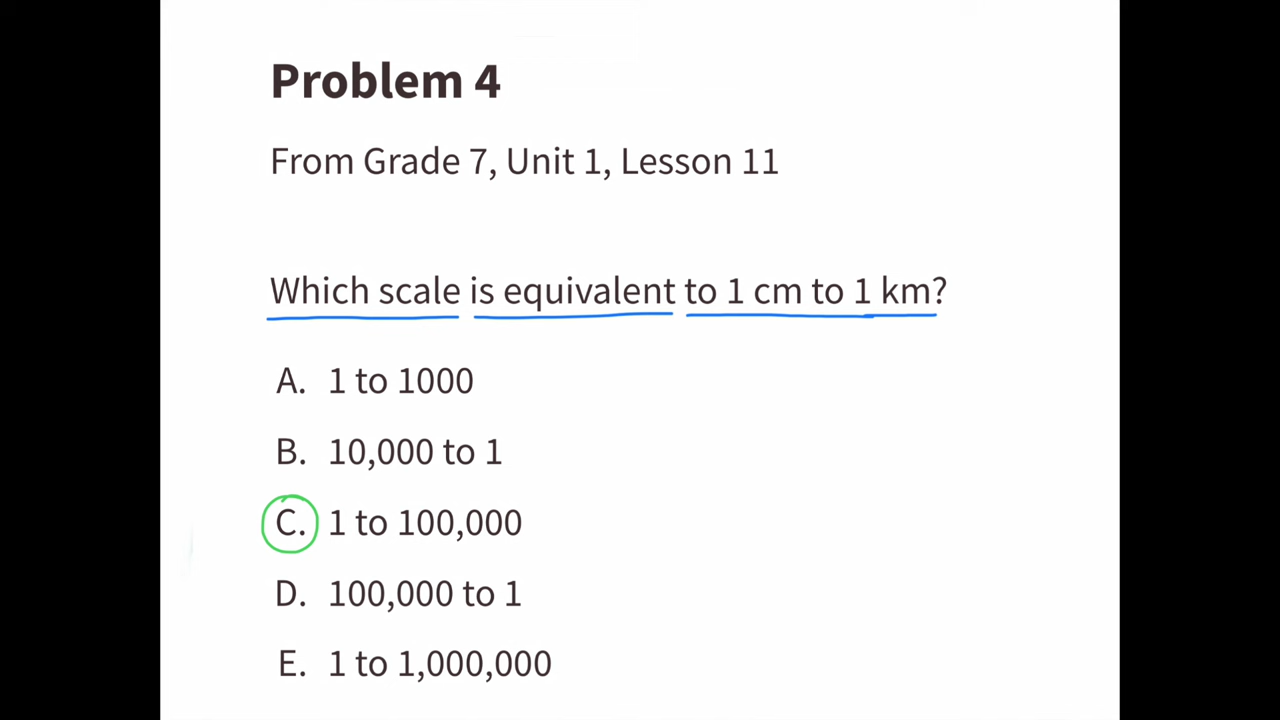 Problem 4
From Grade 7, Unit 1, Lesson 11
Which scale is equivalent to 1 cm to 1 km?
A. 1 to 1000
B. 10,000 to 1
C. 1 to 100,000
D. 100,000 to 1
E. 1 to 1,000,000